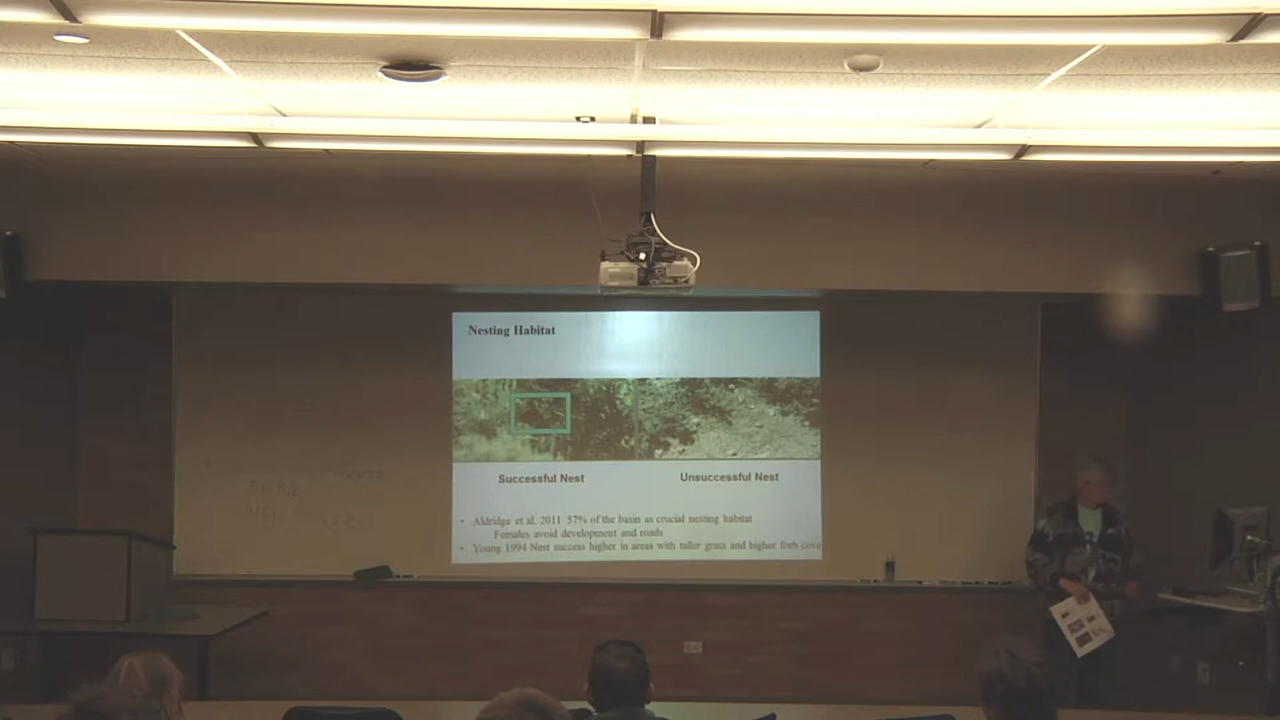 Nesting Habitat
Successful Nest
Unsuccessful Nest
• Aldridge et al. 2011 57% of the basin as crucial nesting habitat
Females avoid development and roads
• Young 1994 Nest success higher in areas with taller grass and higher forb cove